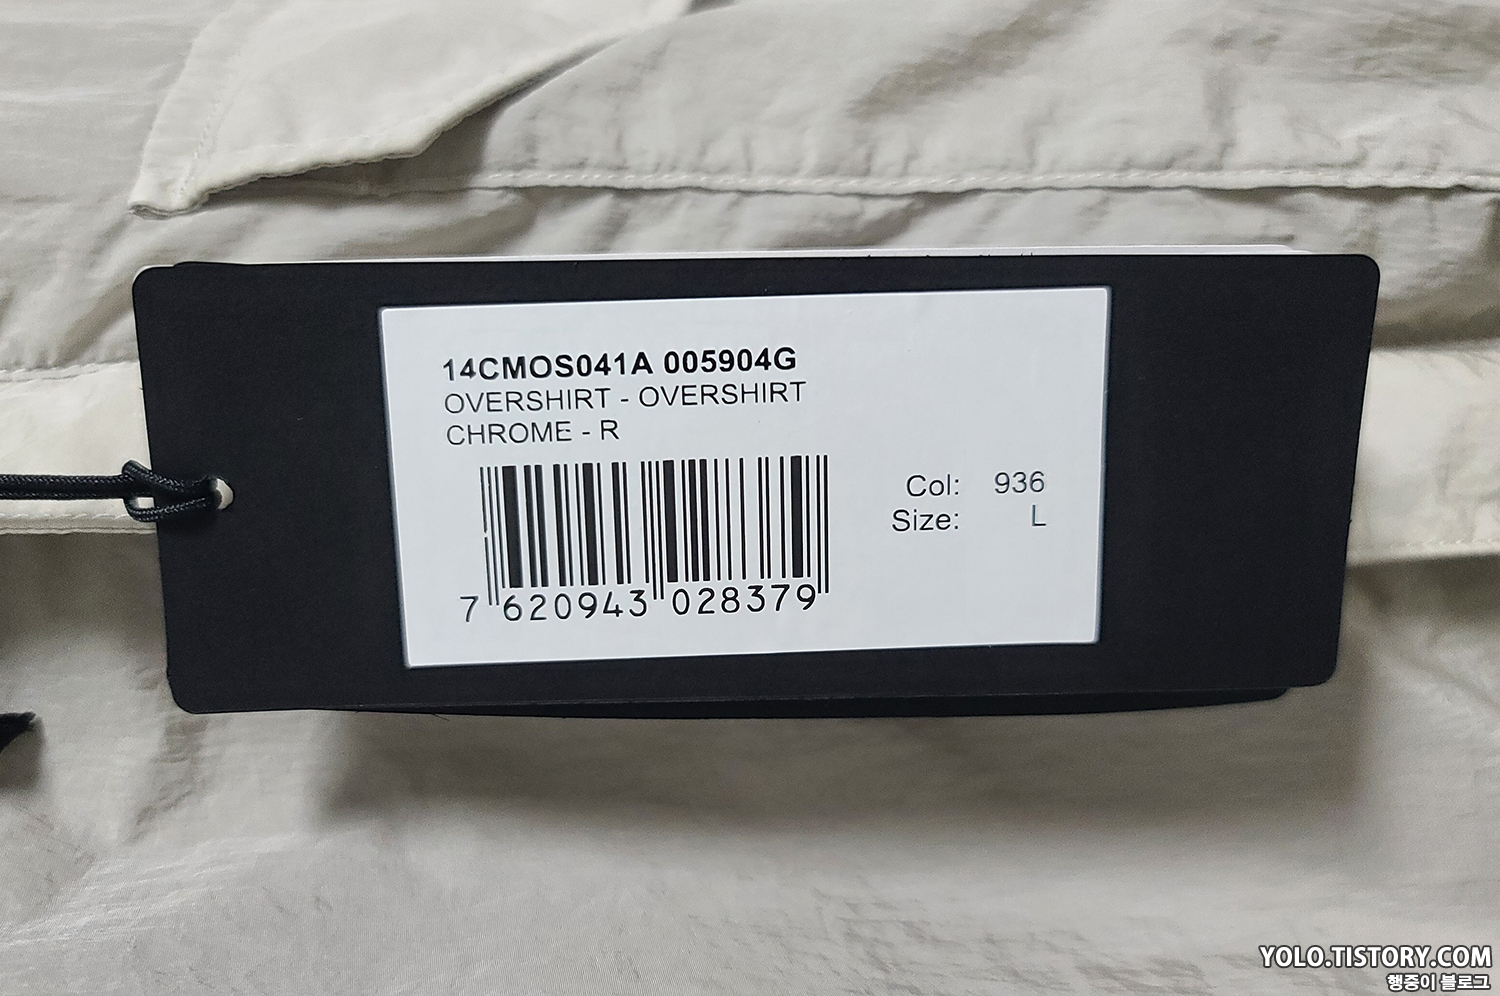 14CMOS041A 005904G
OVERSHIRT - OVERSHIRT
CHROME - R
Col: 936
Size: L
7 620943 028379
YOLO.TISTORY.COM
행중이 블로그